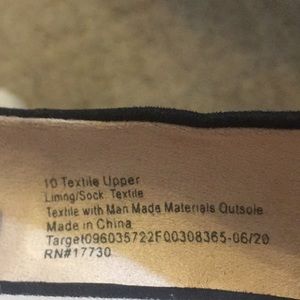 10 Textile Upper
Lining/Sock Textile
Textile with Man Made Materials Outsole
Made in China
Target096035722F00308365-06/20
RN#17730